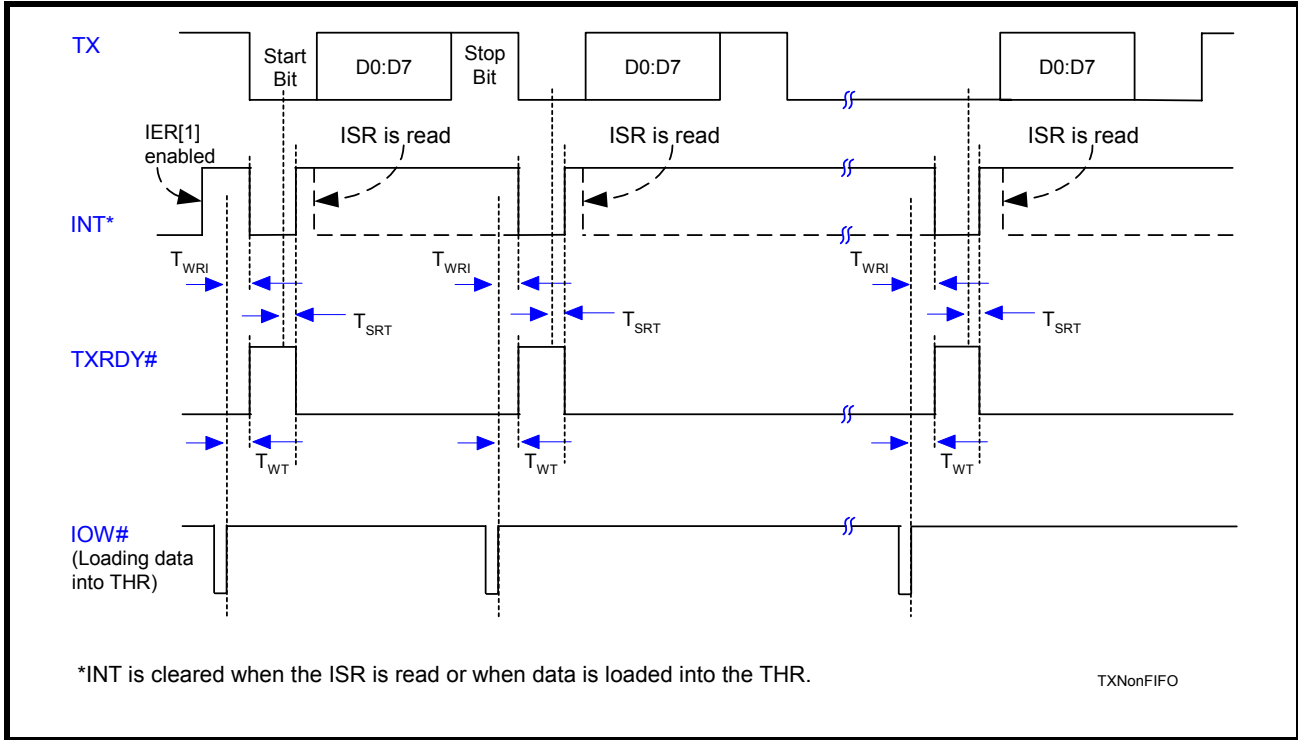 TX
Start
Bit
D0:D7
Stop
Bit
D0:D7
D0:D7
IER[1]
enabled
ISR is read
ISR is read
ISR is read
INT*
TWRI
TWRI
TWRI
TSRT
TSRT
TSRT
TXRDY#
TWT
TWT
TWT
IOW#
(Loading data
into THR)
*INT is cleared when the ISR is read or when data is loaded into the THR.
TXNonFIFO